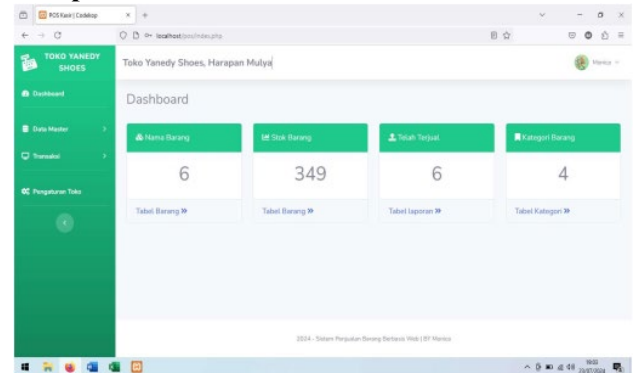 POS Kasir | Codekop
localhost/pos/index.php
TOKO YANEDY
SHOES
Toko Yanedy Shoes, Harapan Mulya
Dashboard
Dashboard
Data Master
Transaksi
Pengaturan Toko
Nama Barang
Stok Barang
Telah Terjual
Kategori Barang
6
349
6
4
Tabel Barang »
Tabel Barang »
Tabel laporan »
Tabel Kategori »
2024 - Sistem Penjualan Barang Berbasis Web | BY